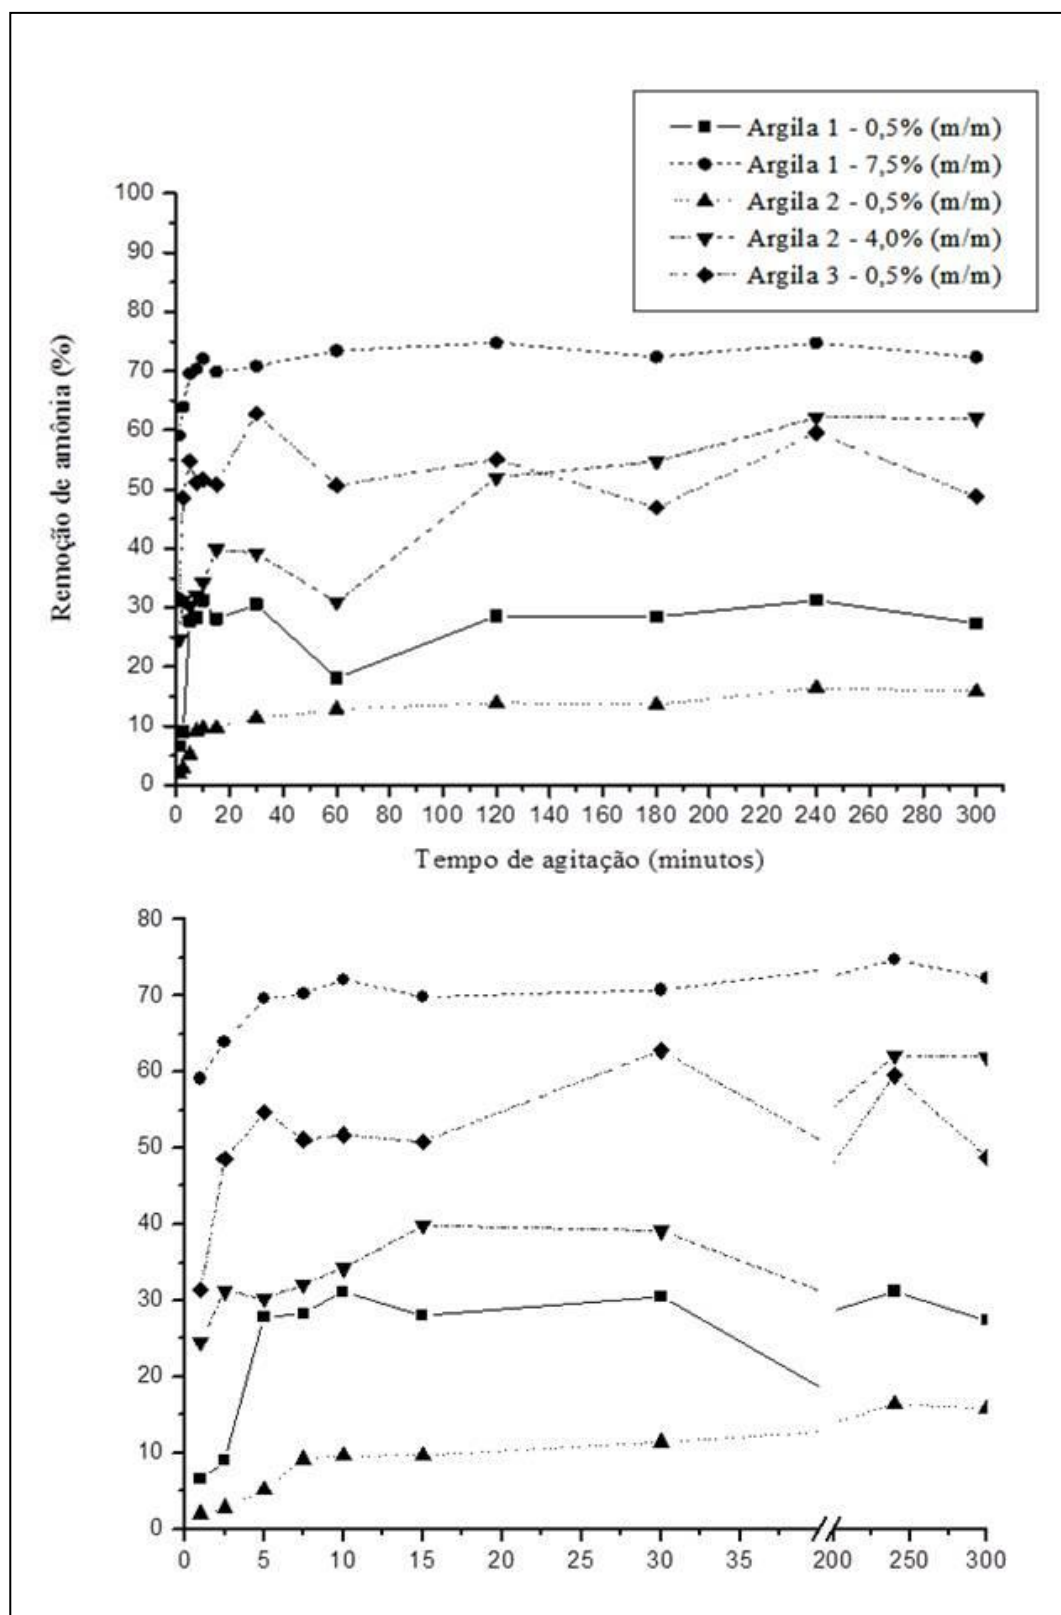 Argila 1 - 0,5% (m/m)
Argila 1 - 7,5% (m/m)
Argila 2 - 0,5% (m/m)
Argila 2 - 4,0% (m/m)
Argila 3 - 0,5% (m/m)
Remoção de amônia (%)
100
90
80
70
60
50
40
30
20
10
0
0 20 40 60 80 100 120 140 160 180 200 220 240 260 280 300
Tempo de agitação (minutos)
80
70
60
50
40
30
20
10
0
0 5 10 15 20 25 30 35 200 250 300